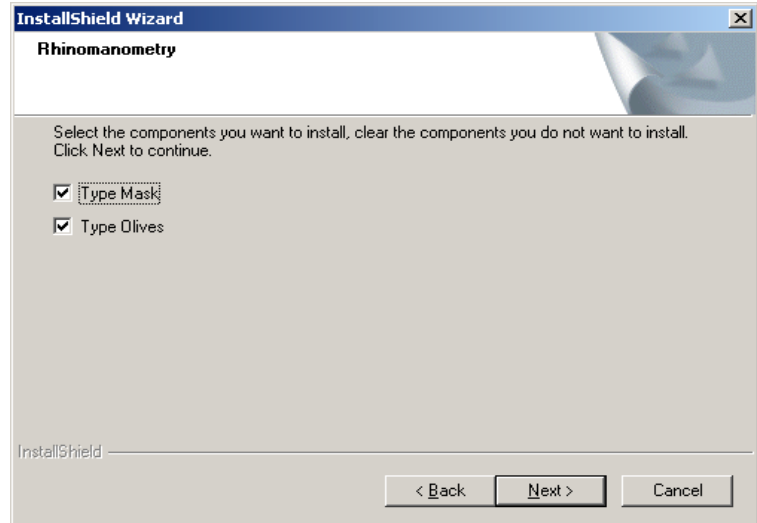 InstallShield Wizard
Rhinomanometry
Select the components you want to install, clear the components you do not want to install.
Click Next to continue.
Type Mask
Type Olives
InstallShield
< Back
Next >
Cancel